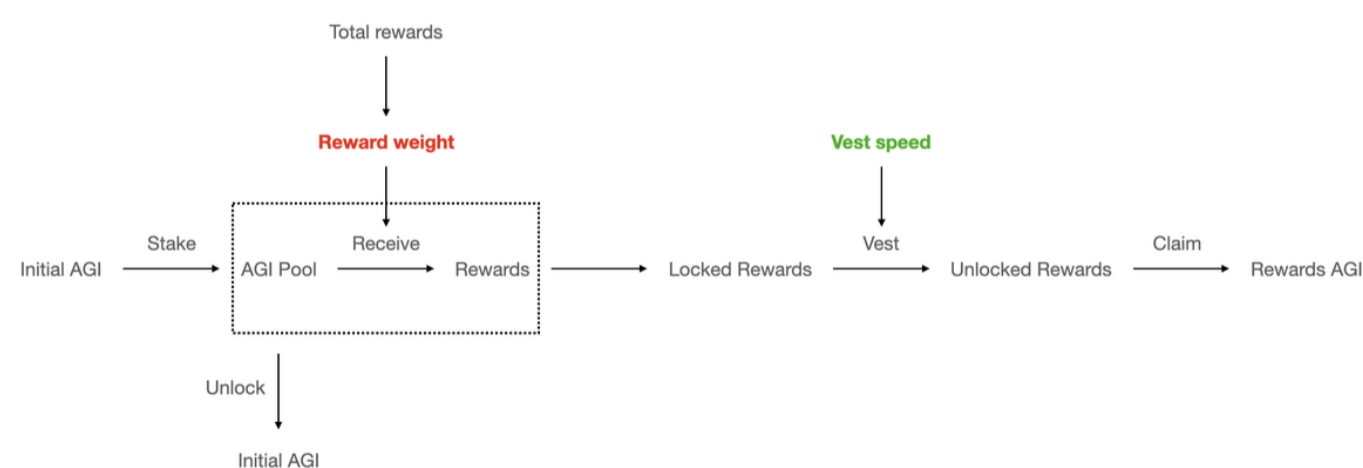 Total rewards
Reward weight
Vest speed
Stake
Receive
Vest
Claim
Initial AGI
AGI Pool
Rewards
Locked Rewards
Unlocked Rewards
Rewards AGI
Unlock
Initial AGI